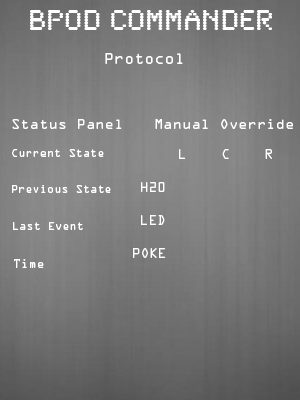 BPOD COMMANDER
Protocol
Status Panel Manual Override
Current State L C R
Previous State H2O
LED
Last Event
POKE
Time